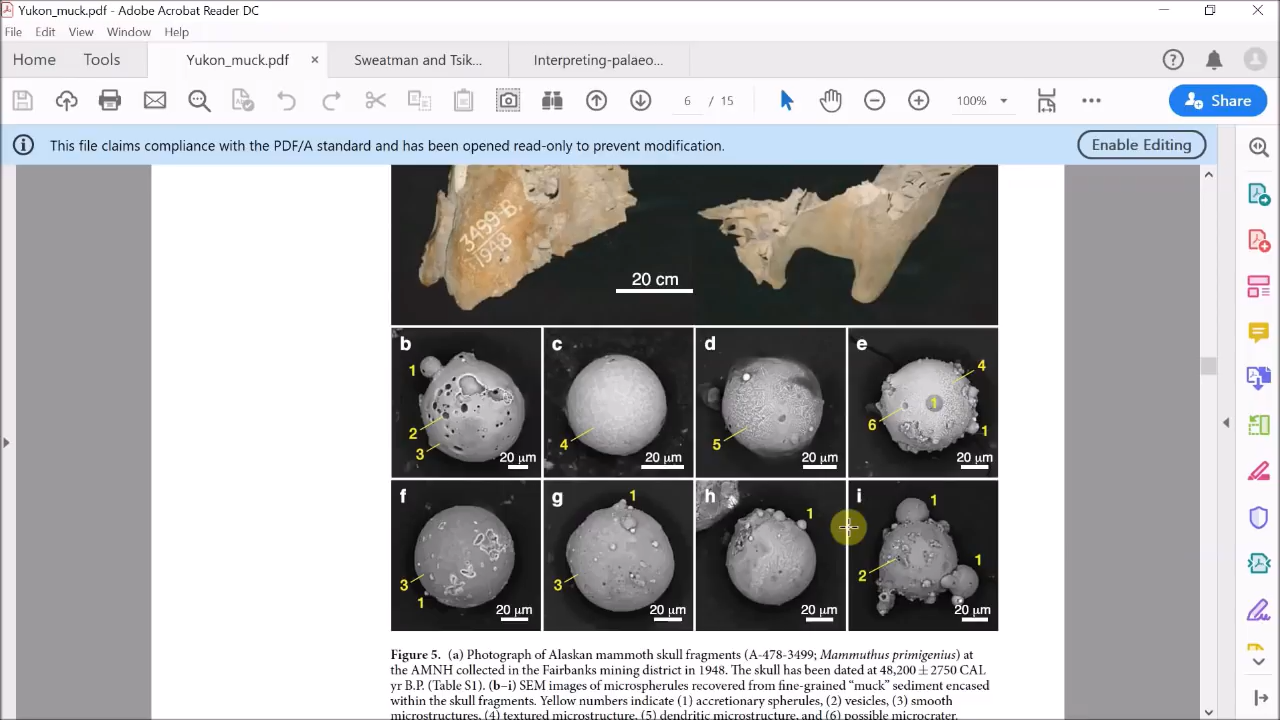 Yukon_muck.pdf - Adobe Acrobat Reader DC
File Edit View Window Help
Home Tools Yukon_muck.pdf × Sweatman and Tsik... Interpreting-palaeo...
6 / 15 100% Share
This file claims compliance with the PDF/A standard and has been opened read-only to prevent modification. Enable Editing
3499-B.
1948
20 cm
b c d e
1 4
2 4 5 6 1
3 1
20 µm 20 µm 20 µm 20 µm
f g h i
1 1 1
3 3 2 1
1
20 µm 20 µm 20 µm 20 µm
Figure 5. (a) Photograph of Alaskan mammoth skull fragments (A-478-3499; Mammuthus primigenius) at
the AMNH collected in the Fairbanks mining district in 1948. The skull has been dated at 48,200 ± 2750 CAL
yr B.P. (Table S1). (b–i) SEM images of microspherules recovered from fine-grained “muck” sediment encased
within the skull fragments. Yellow numbers indicate (1) accretionary spherules, (2) vesicles, (3) smooth
microstructures, (4) textured microstructure, (5) dendritic microstructure, and (6) possible microcrater.